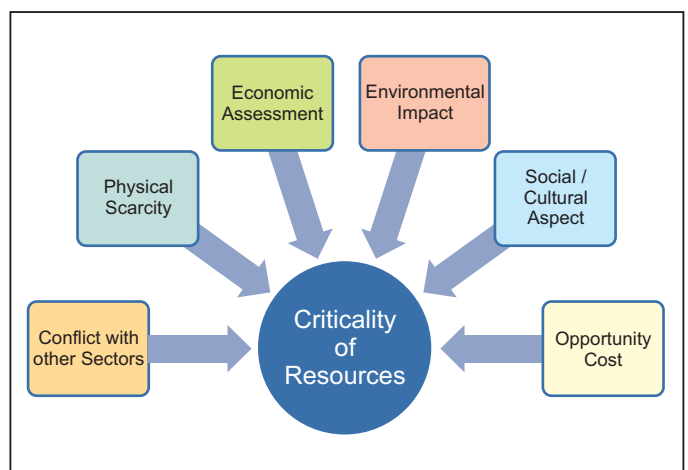 Economic
Assessment
Environmental
Impact
Physical
Scarcity
Social /
Cultural
Aspect
Conflict with
other Sectors
Criticality
of
Resources
Opportunity
Cost